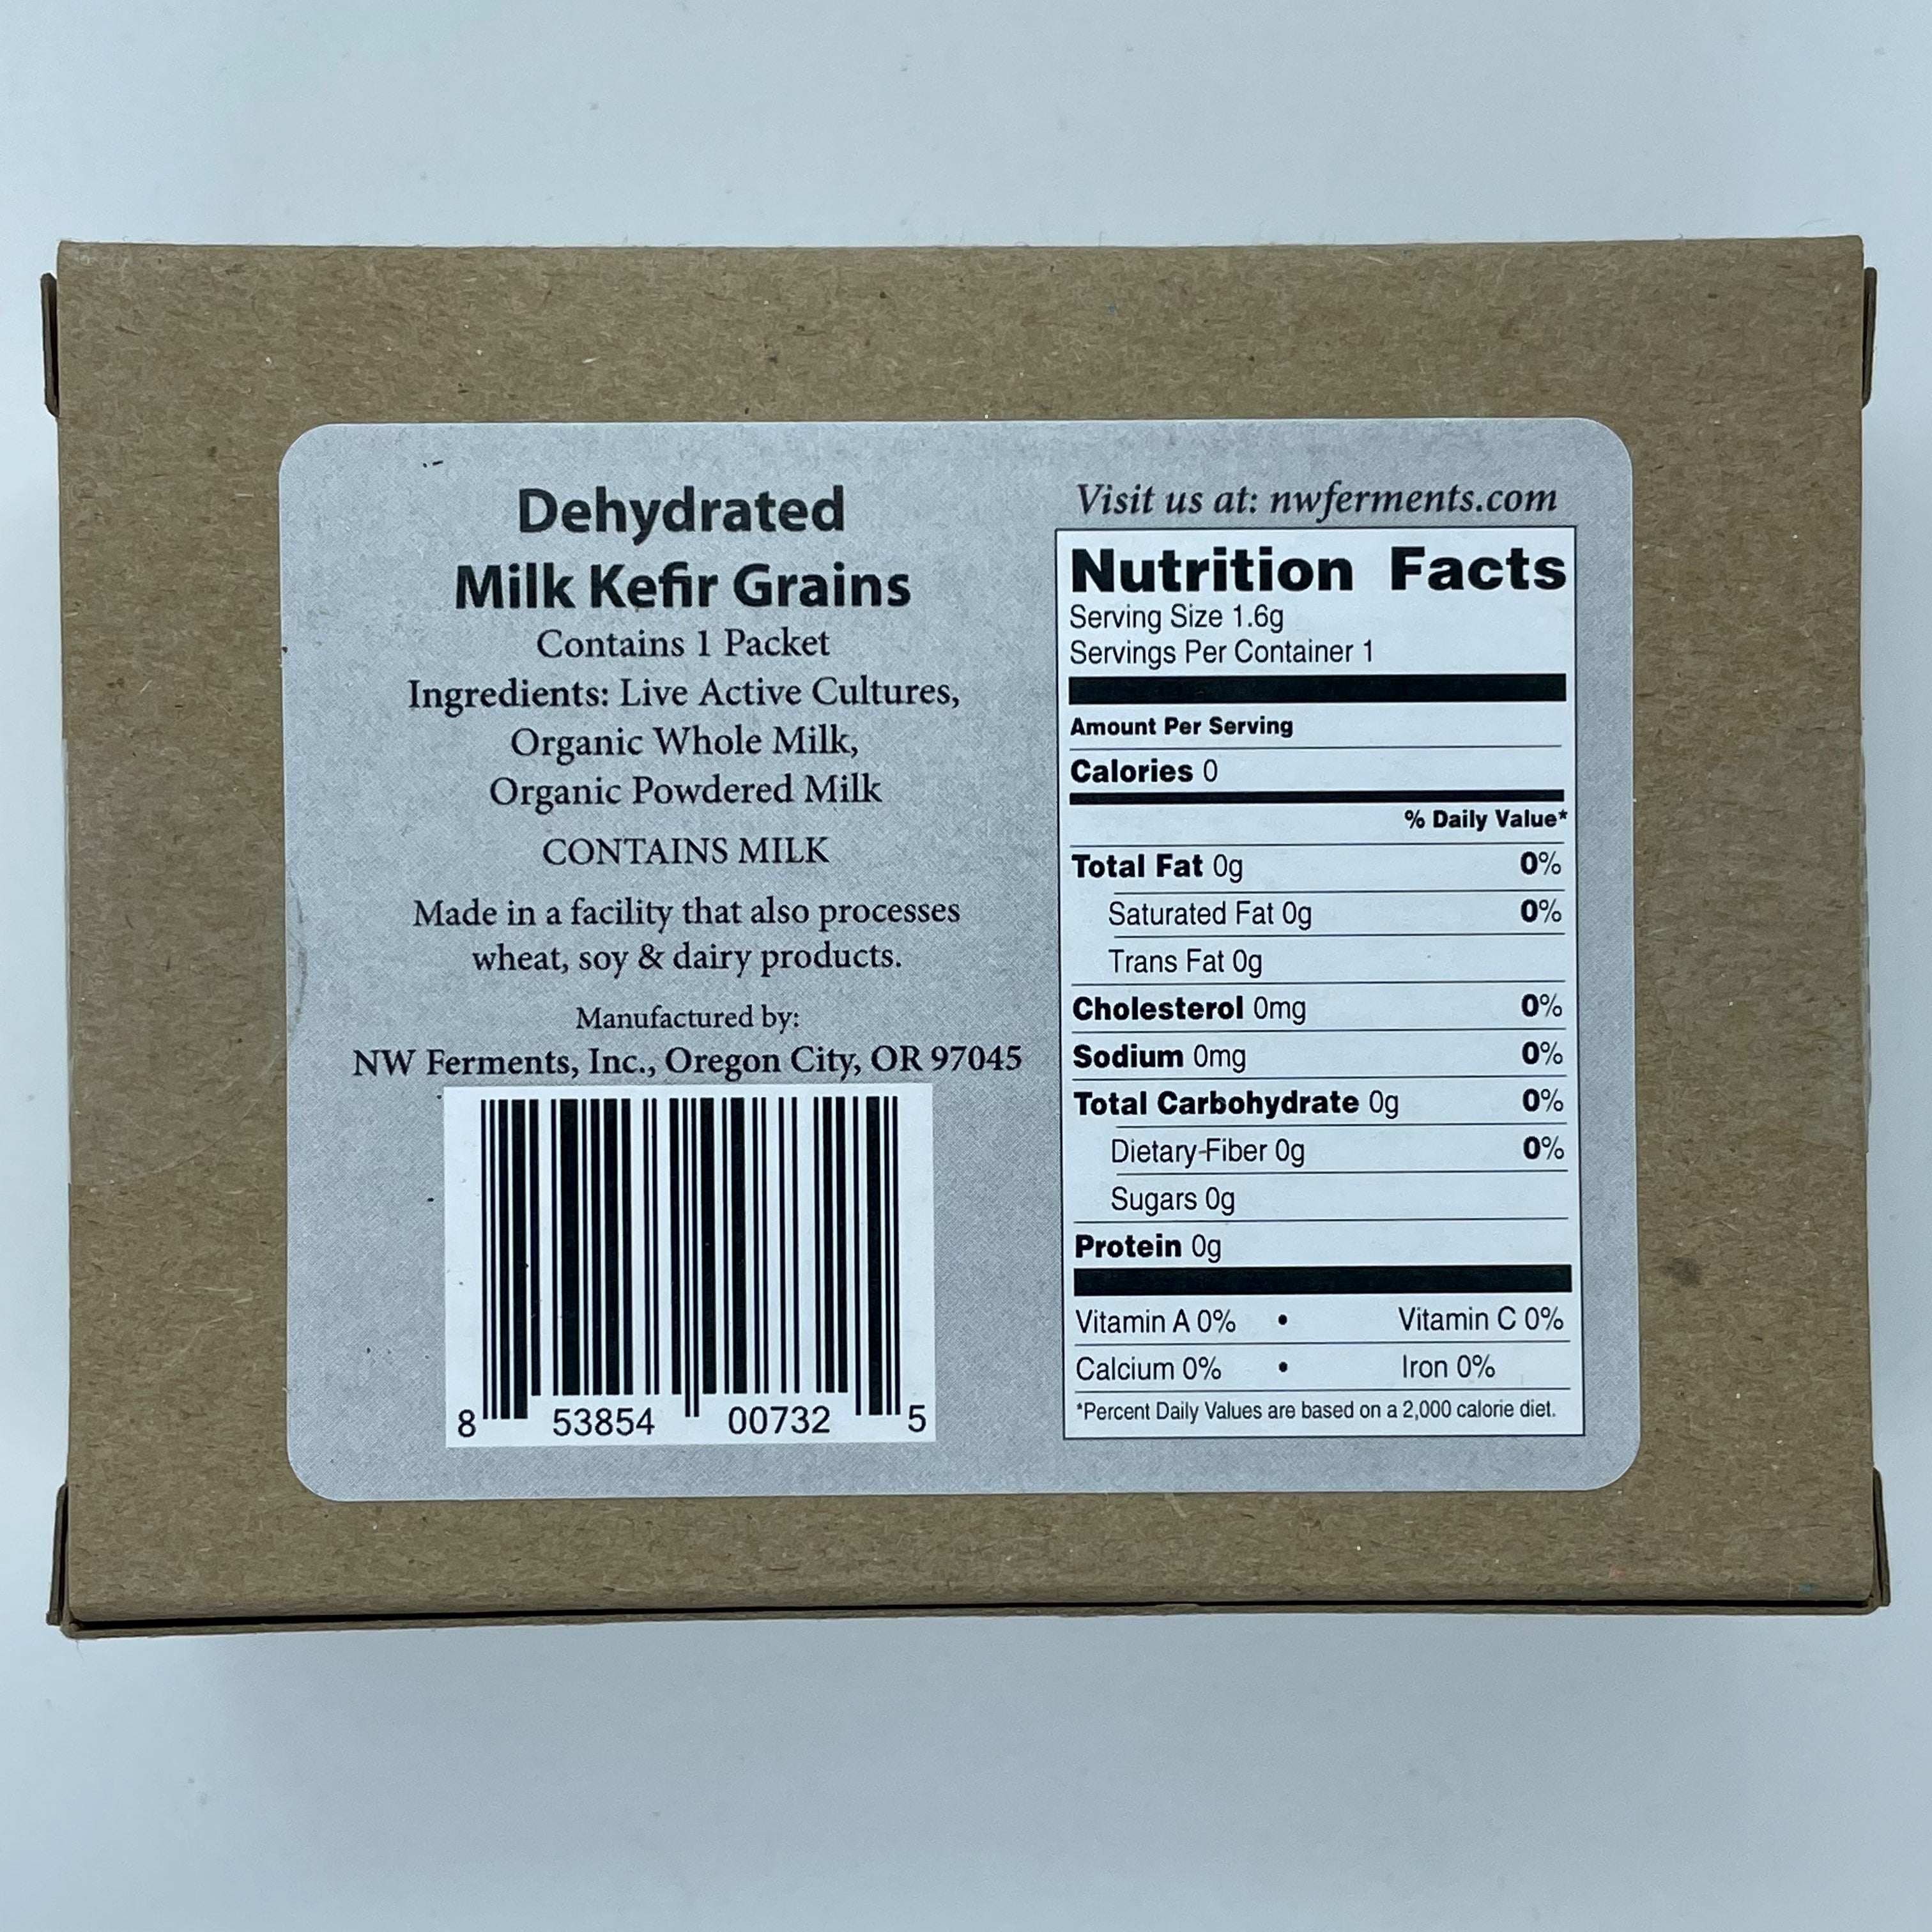 Dehydrated
Milk Kefir Grains
Contains 1 Packet
Ingredients: Live Active Cultures,
Organic Whole Milk,
Organic Powdered Milk
CONTAINS MILK
Made in a facility that also processes
wheat, soy & dairy products.
Manufactured by:
NW Ferments, Inc., Oregon City, OR 97045
8 53854 00732 5
Visit us at: nwferments.com
Nutrition Facts
Serving Size 1.6g
Servings Per Container 1
Amount Per Serving
Calories 0
% Daily Value*
Total Fat 0g 0%
Saturated Fat 0g 0%
Trans Fat 0g
Cholesterol 0mg 0%
Sodium 0mg 0%
Total Carbohydrate 0g 0%
Dietary Fiber 0g 0%
Sugars 0g
Protein 0g
Vitamin A 0% • Vitamin C 0%
Calcium 0% • Iron 0%
*Percent Daily Values are based on a 2,000 calorie diet.